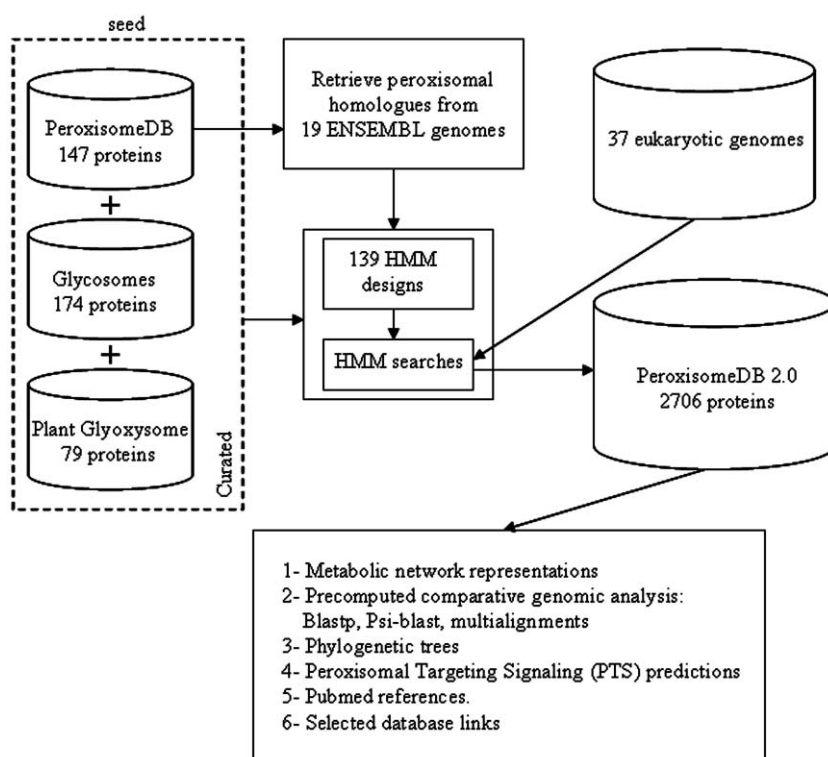 seed
PeroxisomeDB
147 proteins
+
Glycosomes
174 proteins
+
Plant Glyoxysome
79 proteins
Curated
Retrieve peroxisomal
homologues from
19 ENSEMBL genomes
139 HMM
designs
HMM searches
37 eukaryotic genomes
PeroxisomeDB 2.0
2706 proteins
1- Metabolic network representations
2- Precomputed comparative genomic analysis:
Blastp, Psi-blast, multialignments
3- Phylogenetic trees
4- Peroxisomal Targeting Signaling (PTS) predictions
5- Pubmed references.
6- Selected database links